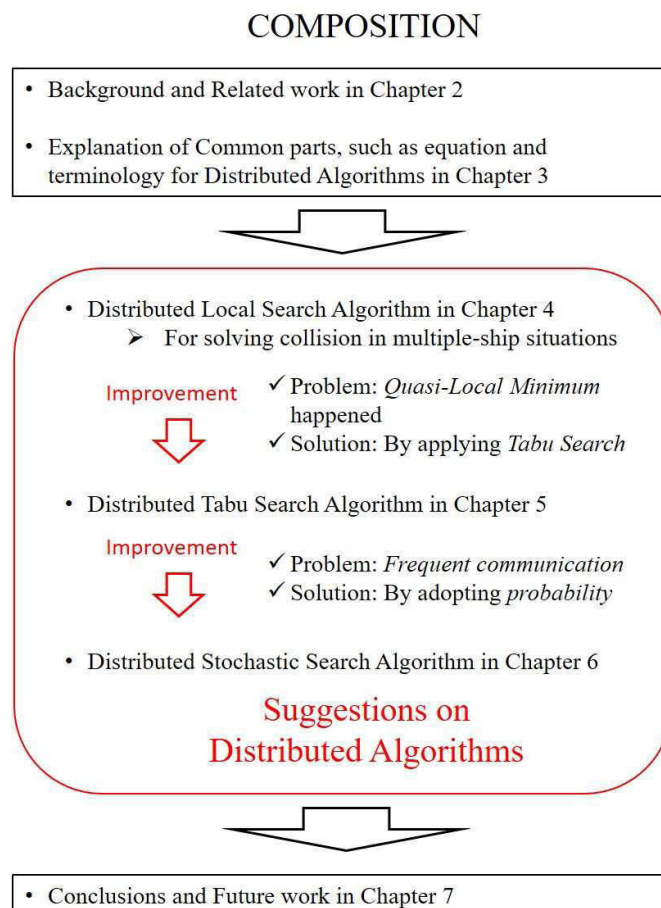 COMPOSITION
• Background and Related work in Chapter 2
• Explanation of Common parts, such as equation and
terminology for Distributed Algorithms in Chapter 3
• Distributed Local Search Algorithm in Chapter 4
➢ For solving collision in multiple-ship situations
Improvement
✓ Problem: Quasi-Local Minimum
happened
✓ Solution: By applying Tabu Search
• Distributed Tabu Search Algorithm in Chapter 5
Improvement
✓ Problem: Frequent communication
✓ Solution: By adopting probability
• Distributed Stochastic Search Algorithm in Chapter 6
Suggestions on
Distributed Algorithms
• Conclusions and Future work in Chapter 7